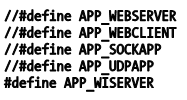 //#define APP_WEBSERVER
//#define APP_WEBCLIENT
//#define APP_SOCKAPP
//#define APP_UDPAPP
#define APP_WISERVER